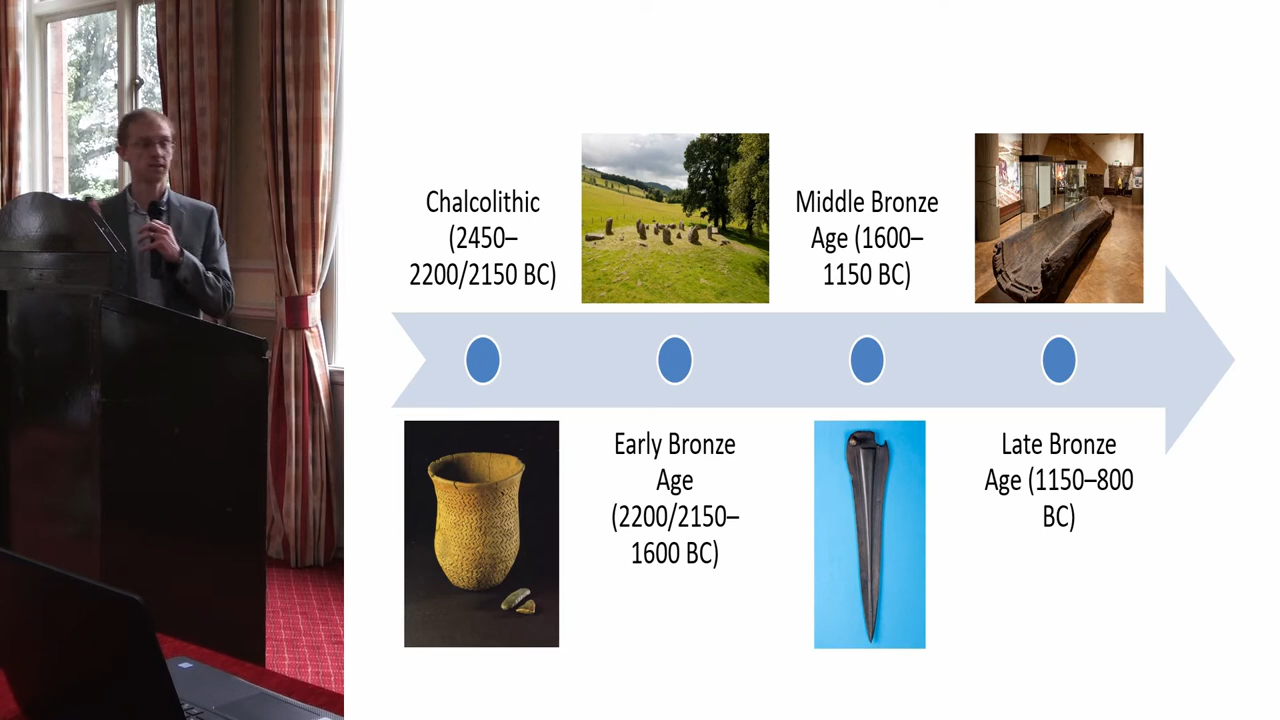 Chalcolithic
(2450–
2200/2150 BC)
Early Bronze
Age
(2200/2150–
1600 BC)
Middle Bronze
Age (1600–
1150 BC)
Late Bronze
Age (1150–800
BC)